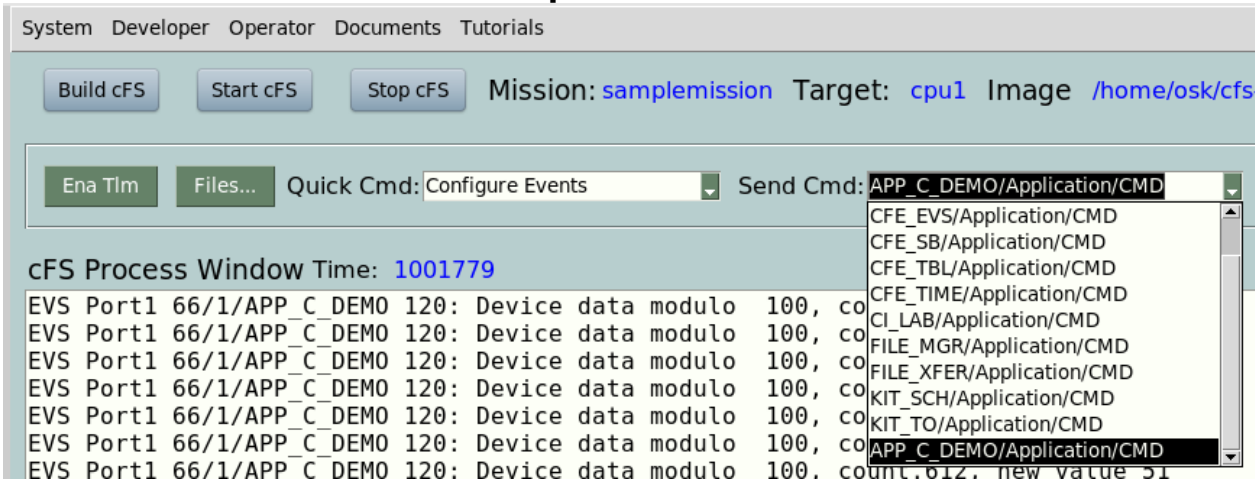 System Developer Operator Documents Tutorials
Build cFS Start cFS Stop cFS Mission: samplemission Target: cpu1 Image /home/osk/cfs-
Ena Tlm Files... Quick Cmd: Configure Events Send Cmd: APP_C_DEMO/Application/CMD
CFE_EVS/Application/CMD
CFE_SB/Application/CMD
CFE_TBL/Application/CMD
CFE_TIME/Application/CMD
CI_LAB/Application/CMD
FILE_MGR/Application/CMD
FILE_XFER/Application/CMD
KIT_SCH/Application/CMD
KIT_TO/Application/CMD
APP_C_DEMO/Application/CMD
cFS Process Window Time: 1001779
EVS Port1 66/1/APP_C_DEMO 120: Device data modulo 100, co
EVS Port1 66/1/APP_C_DEMO 120: Device data modulo 100, co
EVS Port1 66/1/APP_C_DEMO 120: Device data modulo 100, co
EVS Port1 66/1/APP_C_DEMO 120: Device data modulo 100, co
EVS Port1 66/1/APP_C_DEMO 120: Device data modulo 100, co
EVS Port1 66/1/APP_C_DEMO 120: Device data modulo 100, co
EVS Port1 66/1/APP_C_DEMO 120: Device data modulo 100, count.612, new value 51